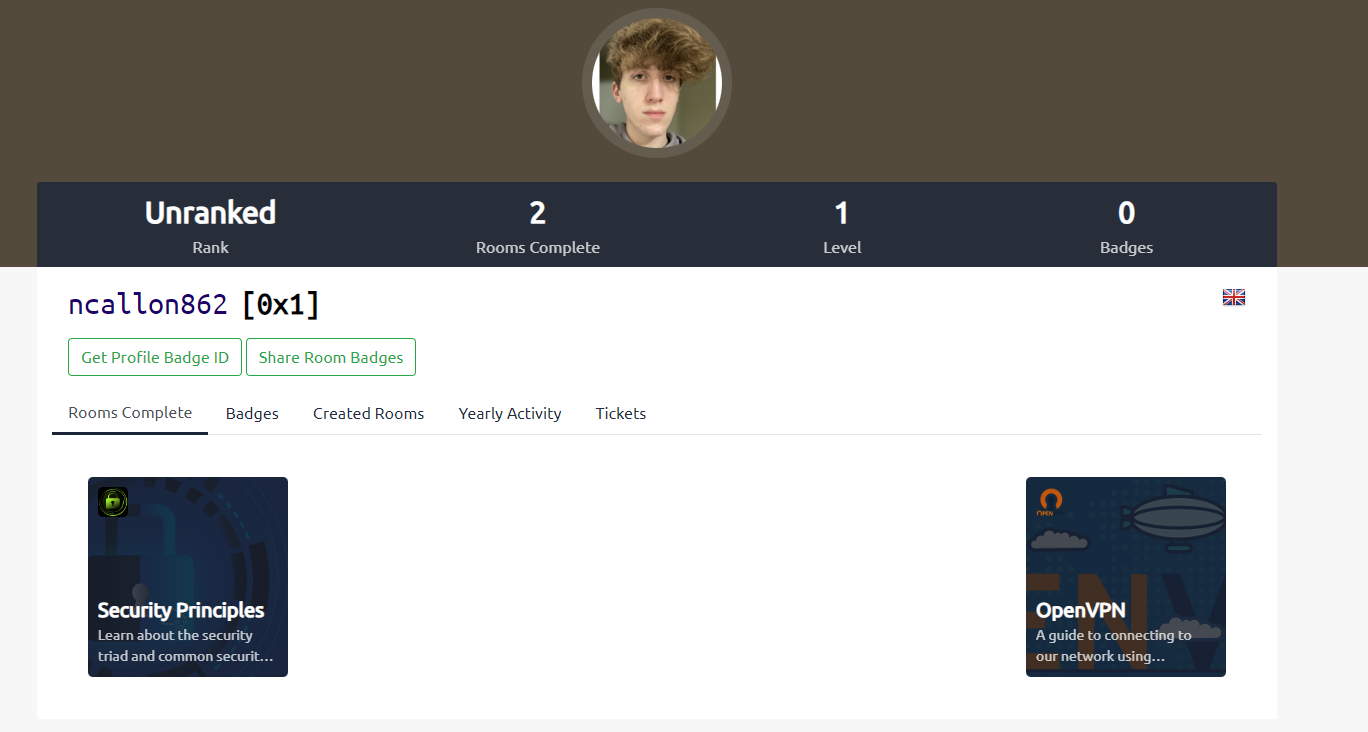 Unranked
Rank
2
Rooms Complete
1
Level
0
Badges
ncallon862 [0x1]
Get Profile Badge ID
Share Room Badges
Rooms Complete
Badges
Created Rooms
Yearly Activity
Tickets
Security Principles
Learn about the security
triad and common securit...
OPEN
ENV
OpenVPN
A guide to connecting to
our network using...